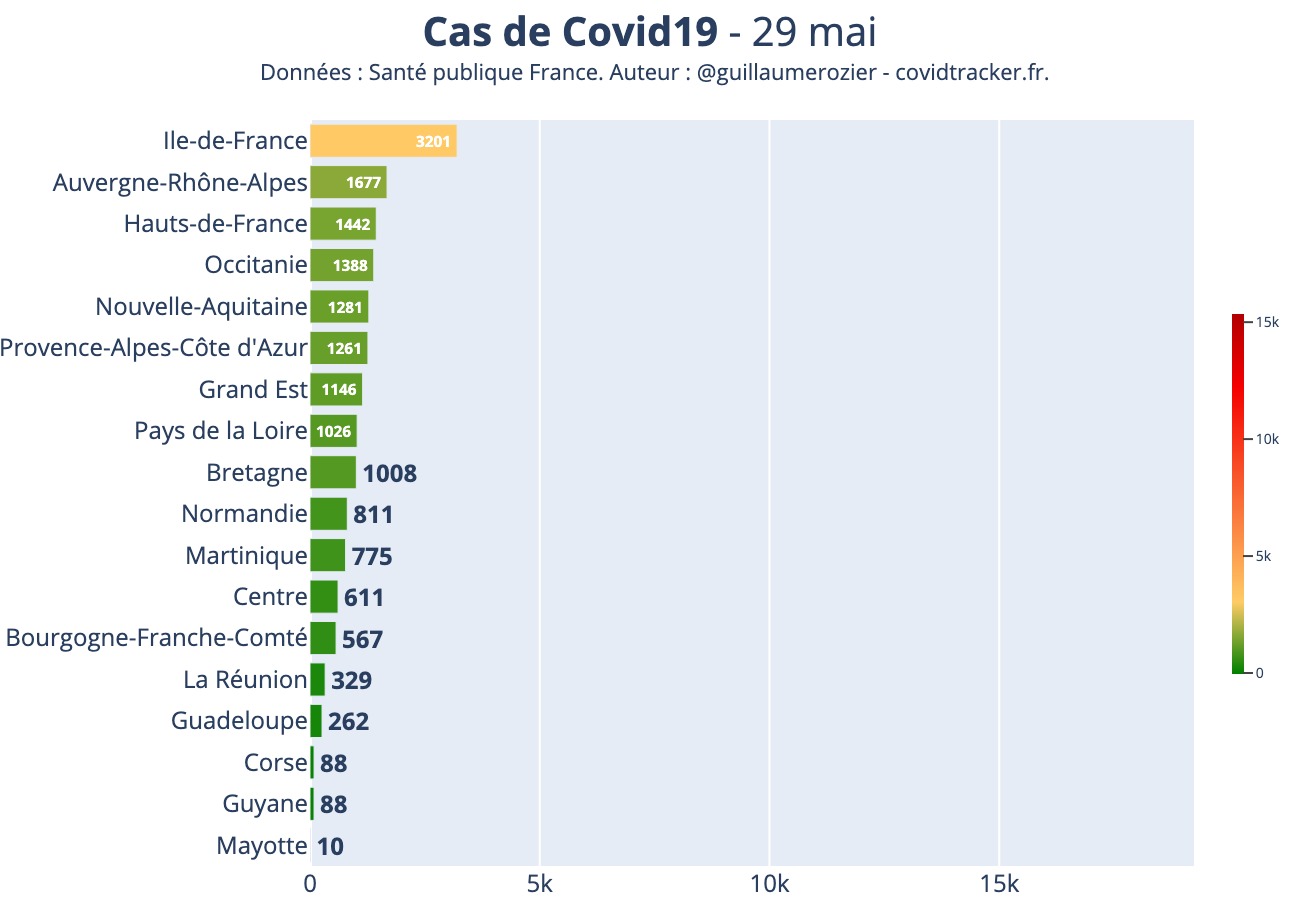 Cas de Covid19 - 29 mai
Données : Santé publique France. Auteur : @guillaumerozier - covidtracker.fr.
Ile-de-France 3201
Auvergne-Rhône-Alpes 1677
Hauts-de-France 1442
Occitanie 1388
Nouvelle-Aquitaine 1281
Provence-Alpes-Côte d'Azur 1261
Grand Est 1146
Pays de la Loire 1026
Bretagne 1008
Normandie 811
Martinique 775
Centre 611
Bourgogne-Franche-Comté 567
La Réunion 329
Guadeloupe 262
Corse 88
Guyane 88
Mayotte 10
0 5k 10k 15k
15k
10k
5k
0